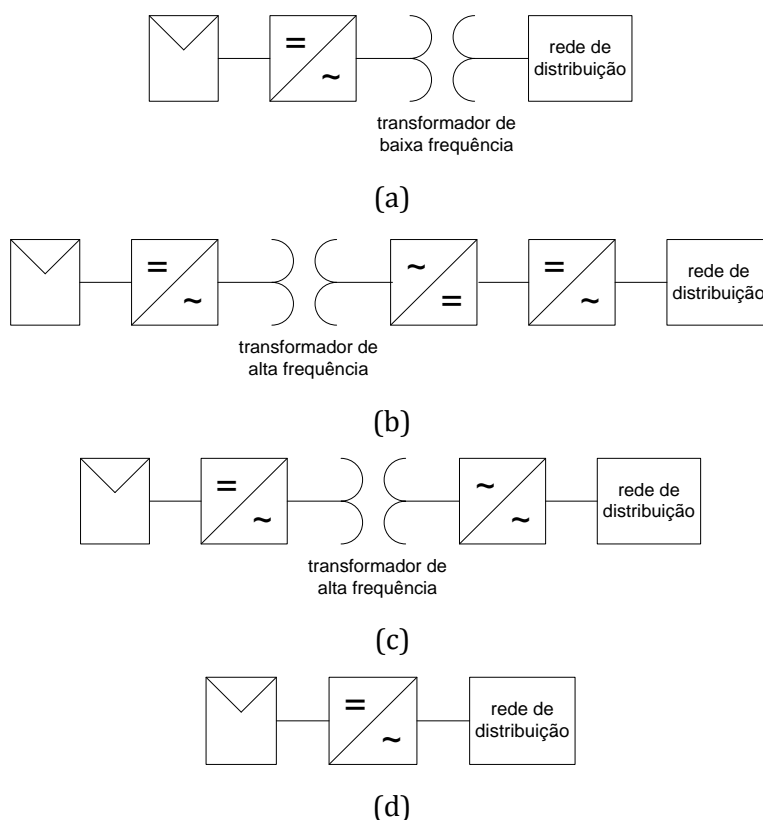 =
~
rede de
distribuição
transformador de
baixa frequência
(a)
=
~
~
=
=
~
rede de
distribuição
transformador de
alta frequência
(b)
=
~
~
~
rede de
distribuição
transformador de
alta frequência
(c)
=
~
rede de
distribuição
(d)